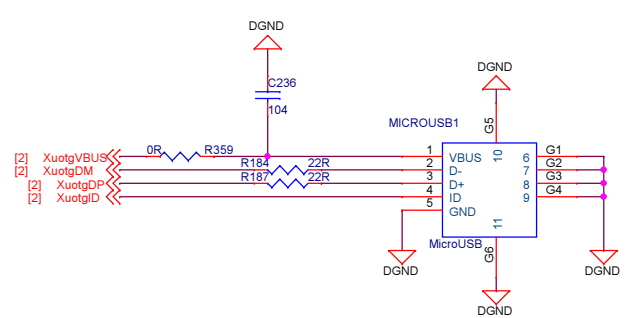 DGND
C236
104
DGND
MICROUSB1
G5
10
[2] XuotgVBUS 0R R359 1 VBUS 6 G1
[2] XuotgDM R184 22R 2 D- 7 G2
[2] XuotgDP R187 22R 3 D+ 8 G3
[2] XuotgID 4 ID 9 G4
5 GND
11
MicroUSB
G6
DGND
DGND
DGND